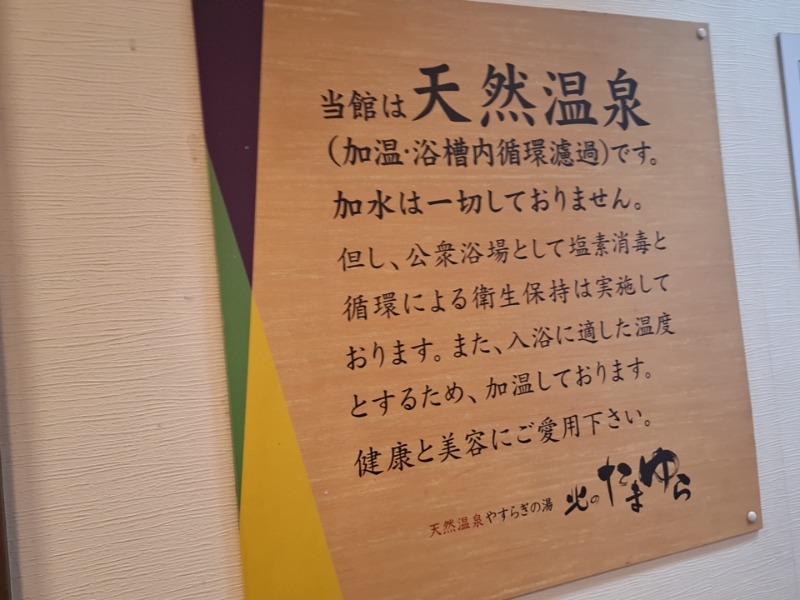 当館は天然温泉
(加温･浴槽内循環濾過)です。
加水は一切しておりません。
但し、公衆浴場として塩素消毒と
循環による衛生保持は実施して
おります。また、入浴に適した温度
とするため、加温しております。
健康と美容にご愛用下さい。
天然温泉やすらぎの湯 北のたまゆら